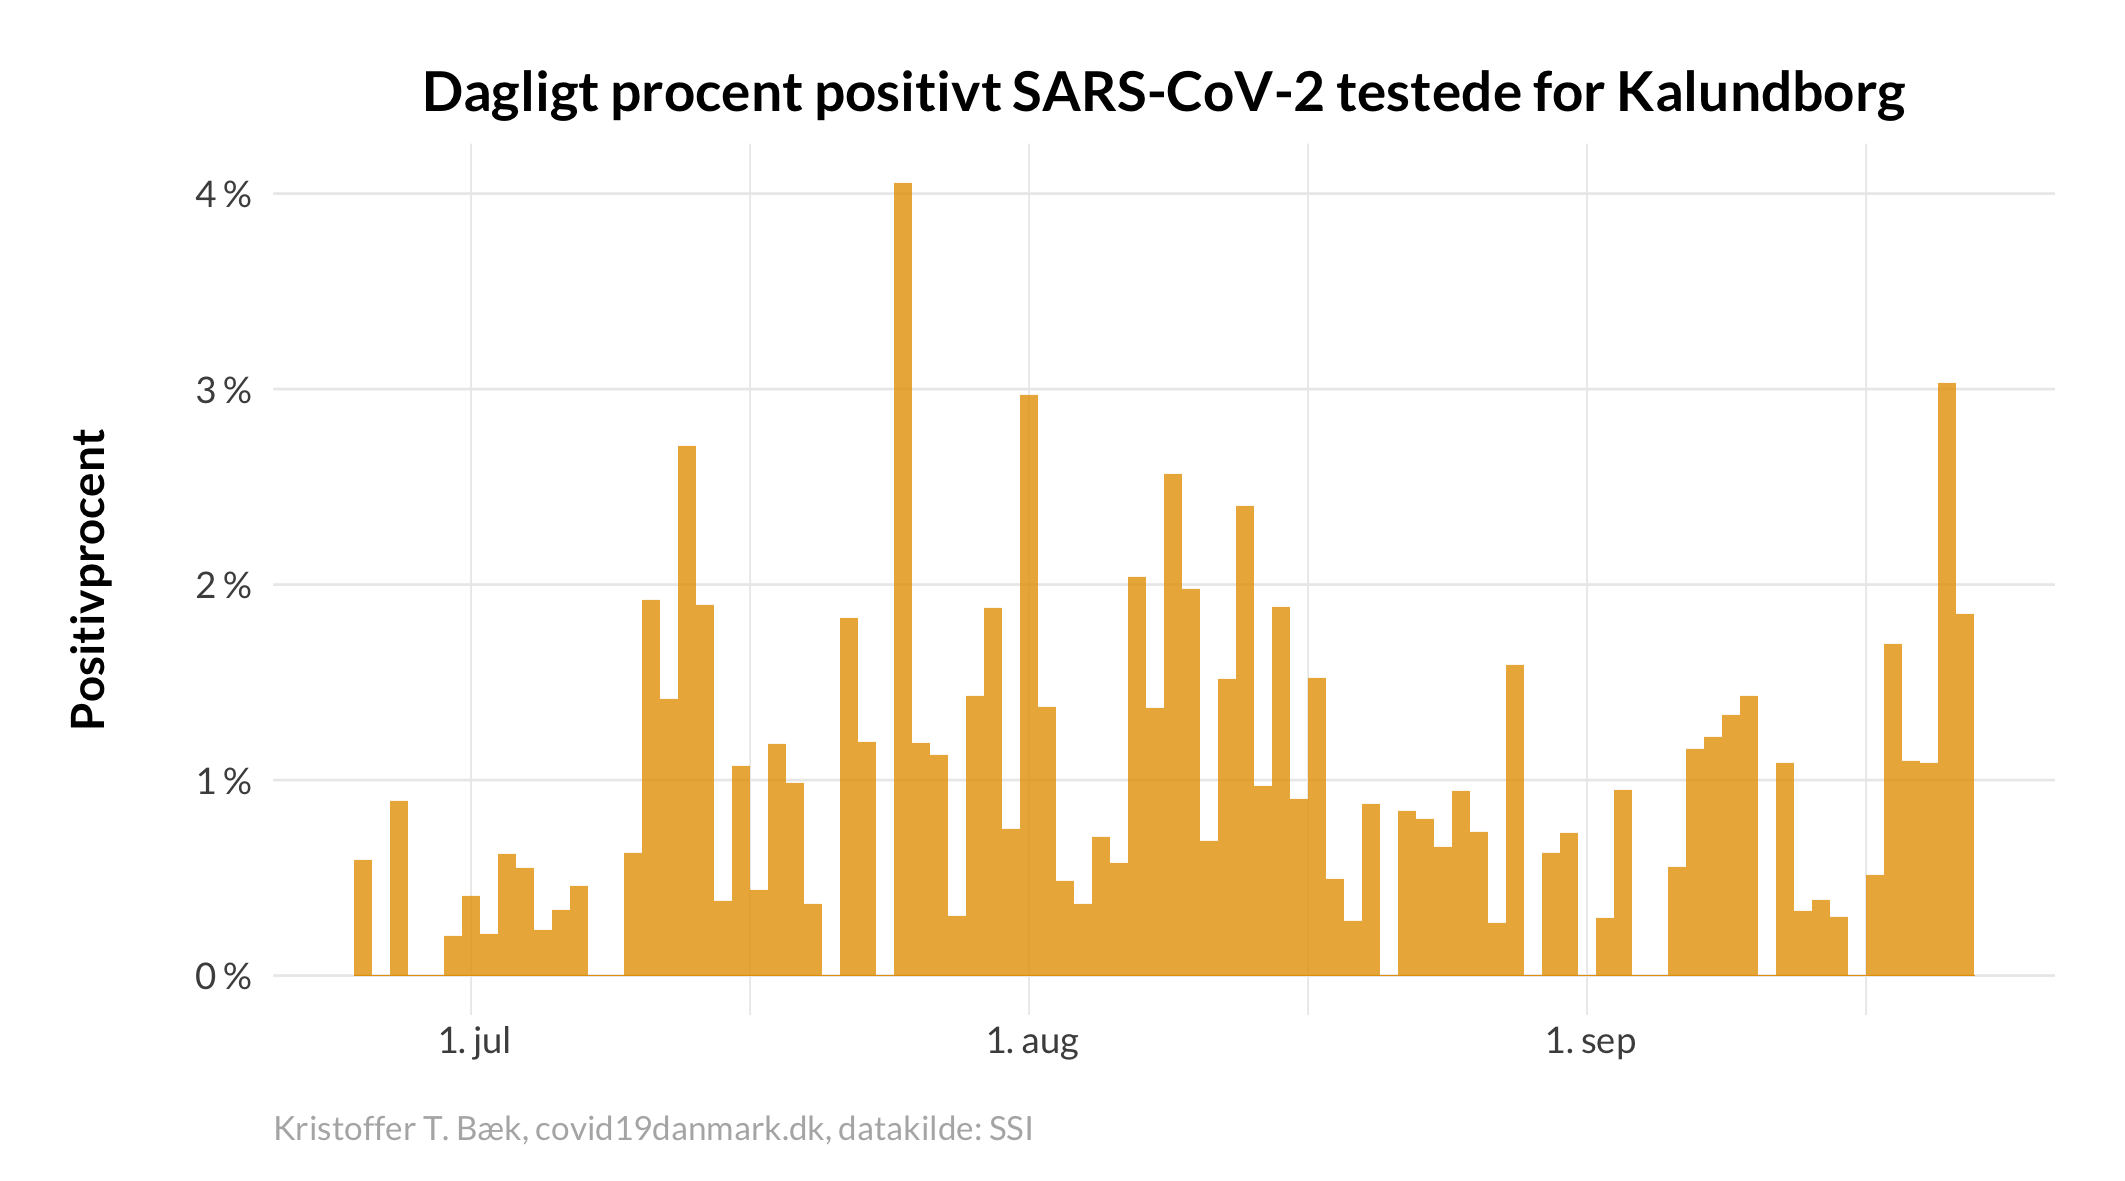 Dagligt procent positivt SARS-CoV-2 testede for Kalundborg
Positivprocent
4 %
3 %
2 %
1 %
0 %
1. jul
1. aug
1. sep
Kristoffer T. Bæk, covid19danmark.dk, datakilde: SSI